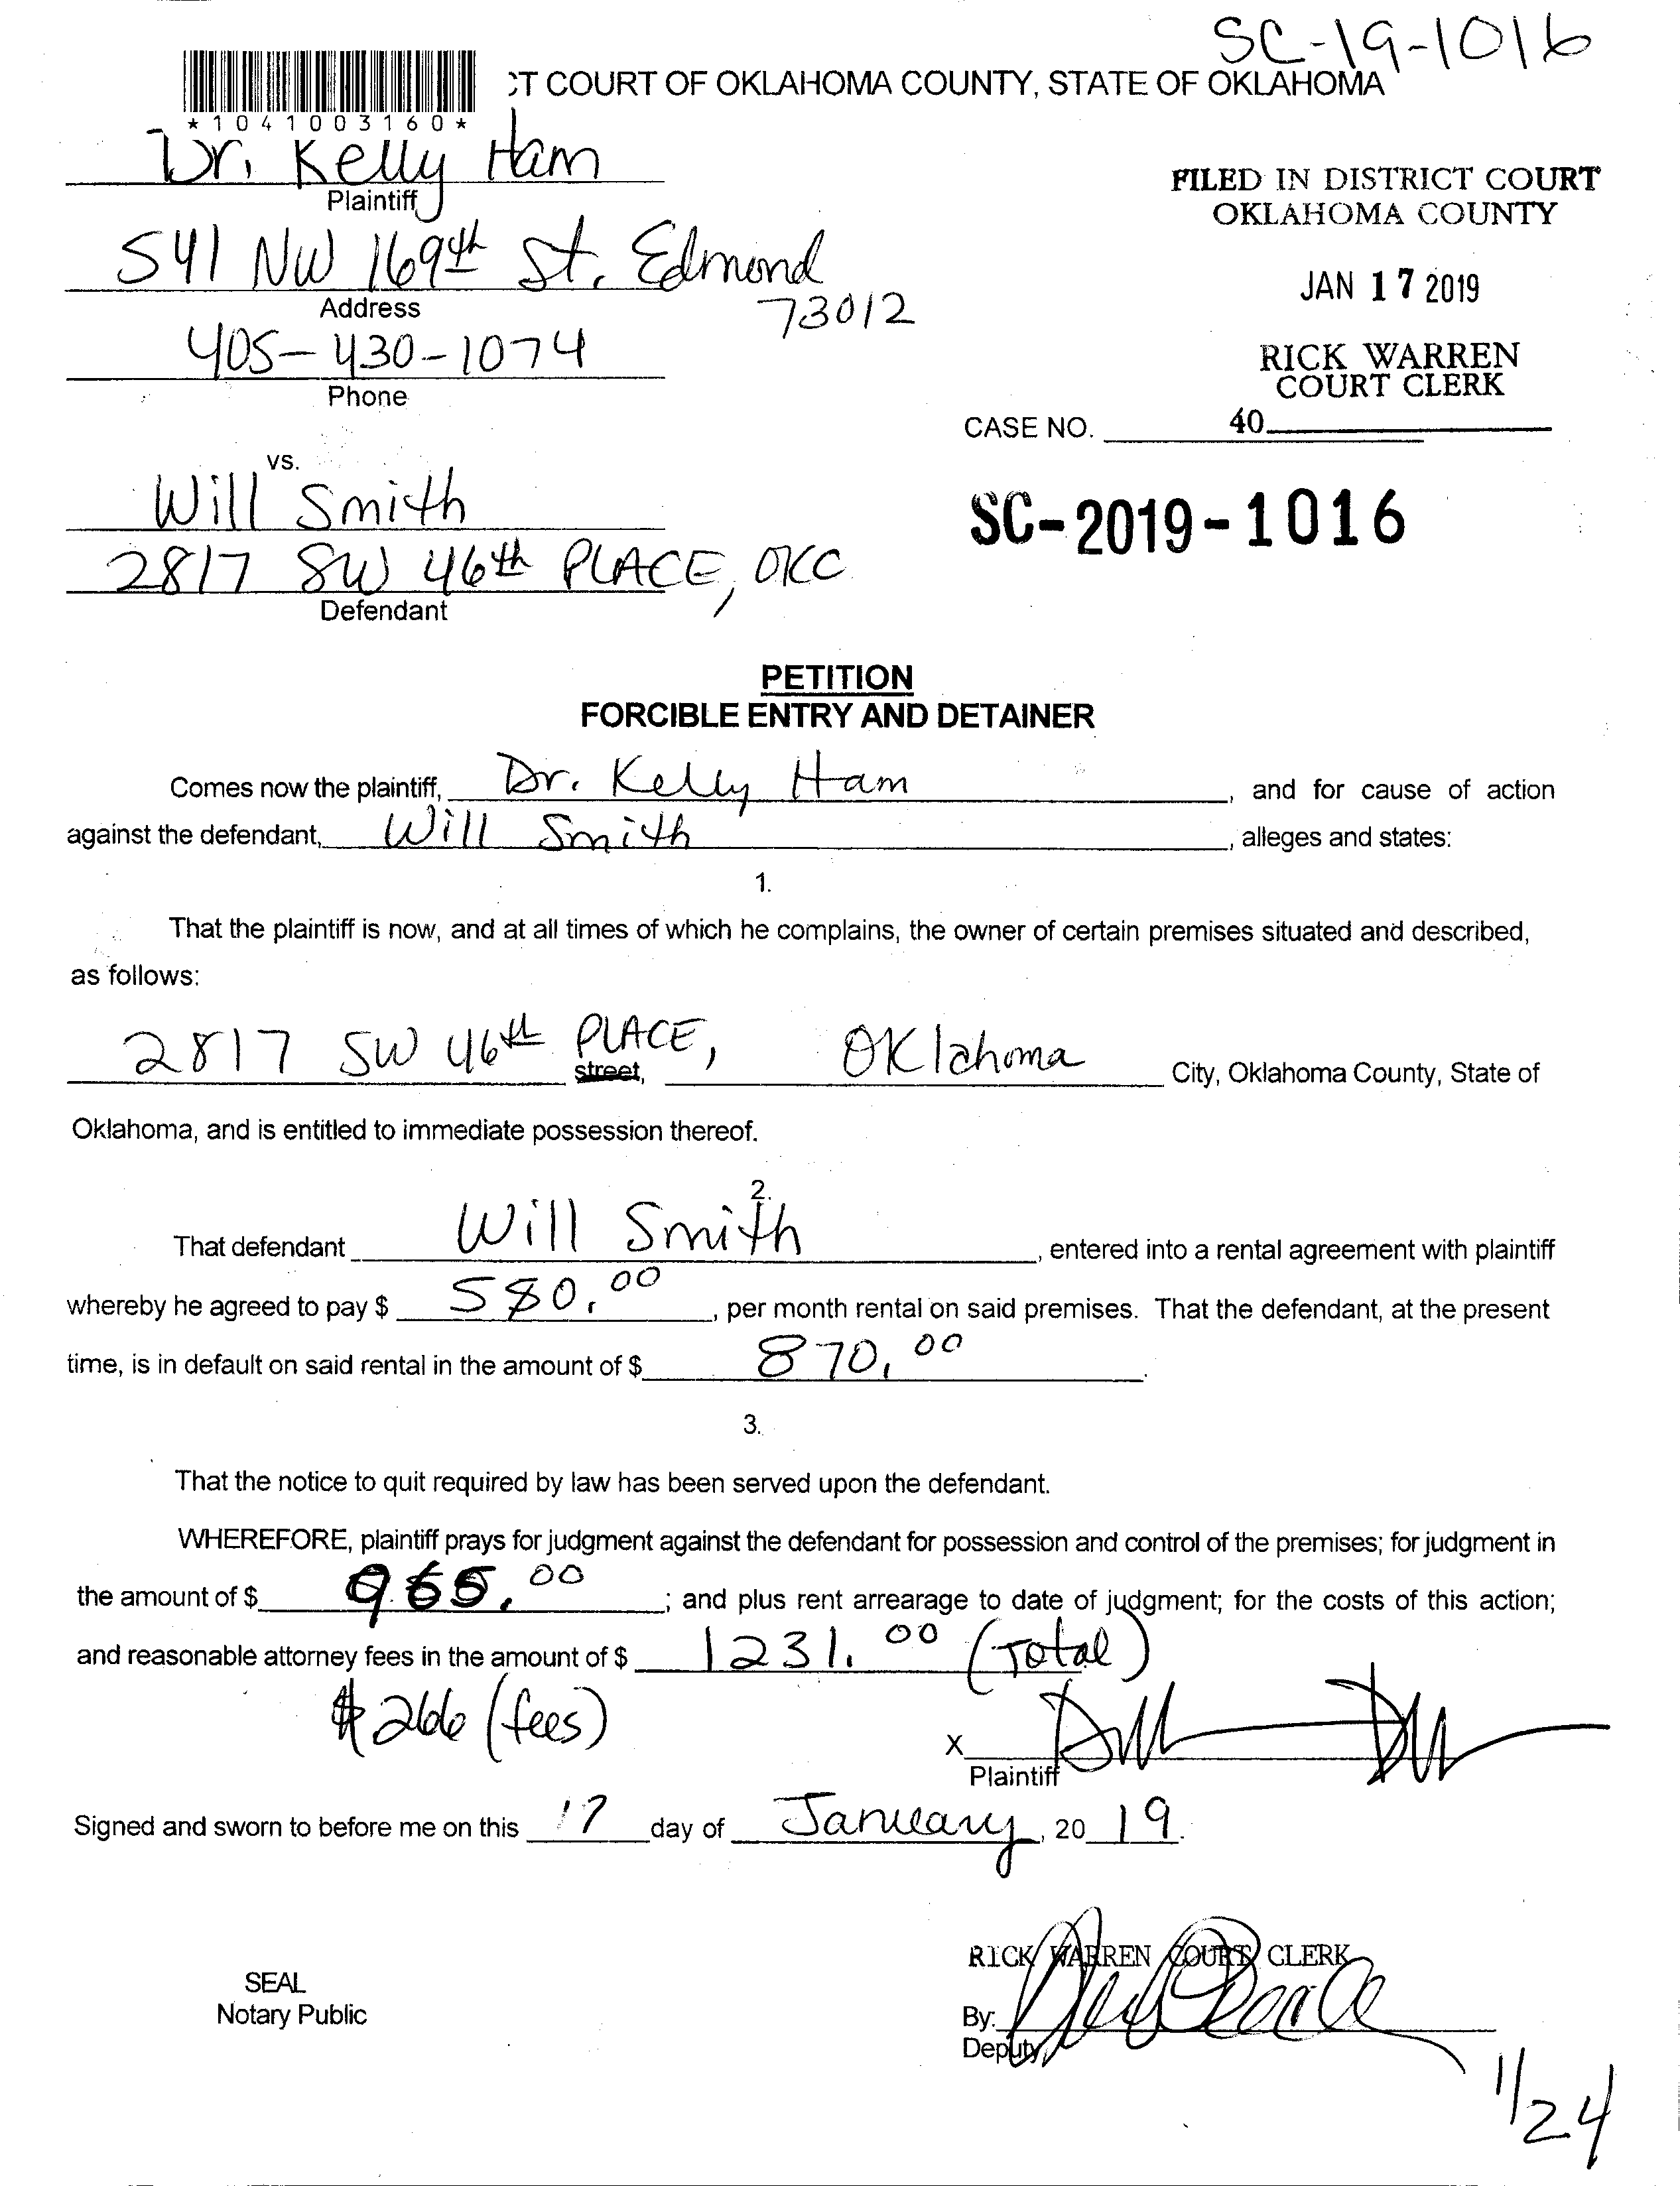 SC-19-1016
CT COURT OF OKLAHOMA COUNTY, STATE OF OKLAHOMA
*1041003160*
Dr. Kelly Ham
Plaintiff
FILED IN DISTRICT COURT
OKLAHOMA COUNTY
541 NW 169th St. Edmond
73012
Address
JAN 17 2019
405-430-1074
Phone
RICK WARREN
COURT CLERK
CASE NO. 40
vs.
Will Smith
SC-2019-1016
2817 SW 46th PLACE, OKC
Defendant
PETITION
FORCIBLE ENTRY AND DETAINER
Comes now the plaintiff, Dr. Kelly Ham, and for cause of action
against the defendant, Will Smith, alleges and states:
1.
That the plaintiff is now, and at all times of which he complains, the owner of certain premises situated and described,
as follows:
2817 SW 46th PLACE, street, Oklahoma City, Oklahoma County, State of
Oklahoma, and is entitled to immediate possession thereof.
2.
That defendant Will Smith, entered into a rental agreement with plaintiff
whereby he agreed to pay $ 580.00, per month rental on said premises. That the defendant, at the present
time, is in default on said rental in the amount of $ 870.00.
3.
That the notice to quit required by law has been served upon the defendant.
WHEREFORE, plaintiff prays for judgment against the defendant for possession and control of the premises; for judgment in
the amount of $ 965.00; and plus rent arrearage to date of judgment; for the costs of this action;
and reasonable attorney fees in the amount of $ 1231.00 (Total)
$266 (fees)
X
Plaintiff
Signed and sworn to before me on this 17 day of January, 2019.
RICK WARREN COURT CLERK
SEAL
Notary Public
By:
Deputy
1/24